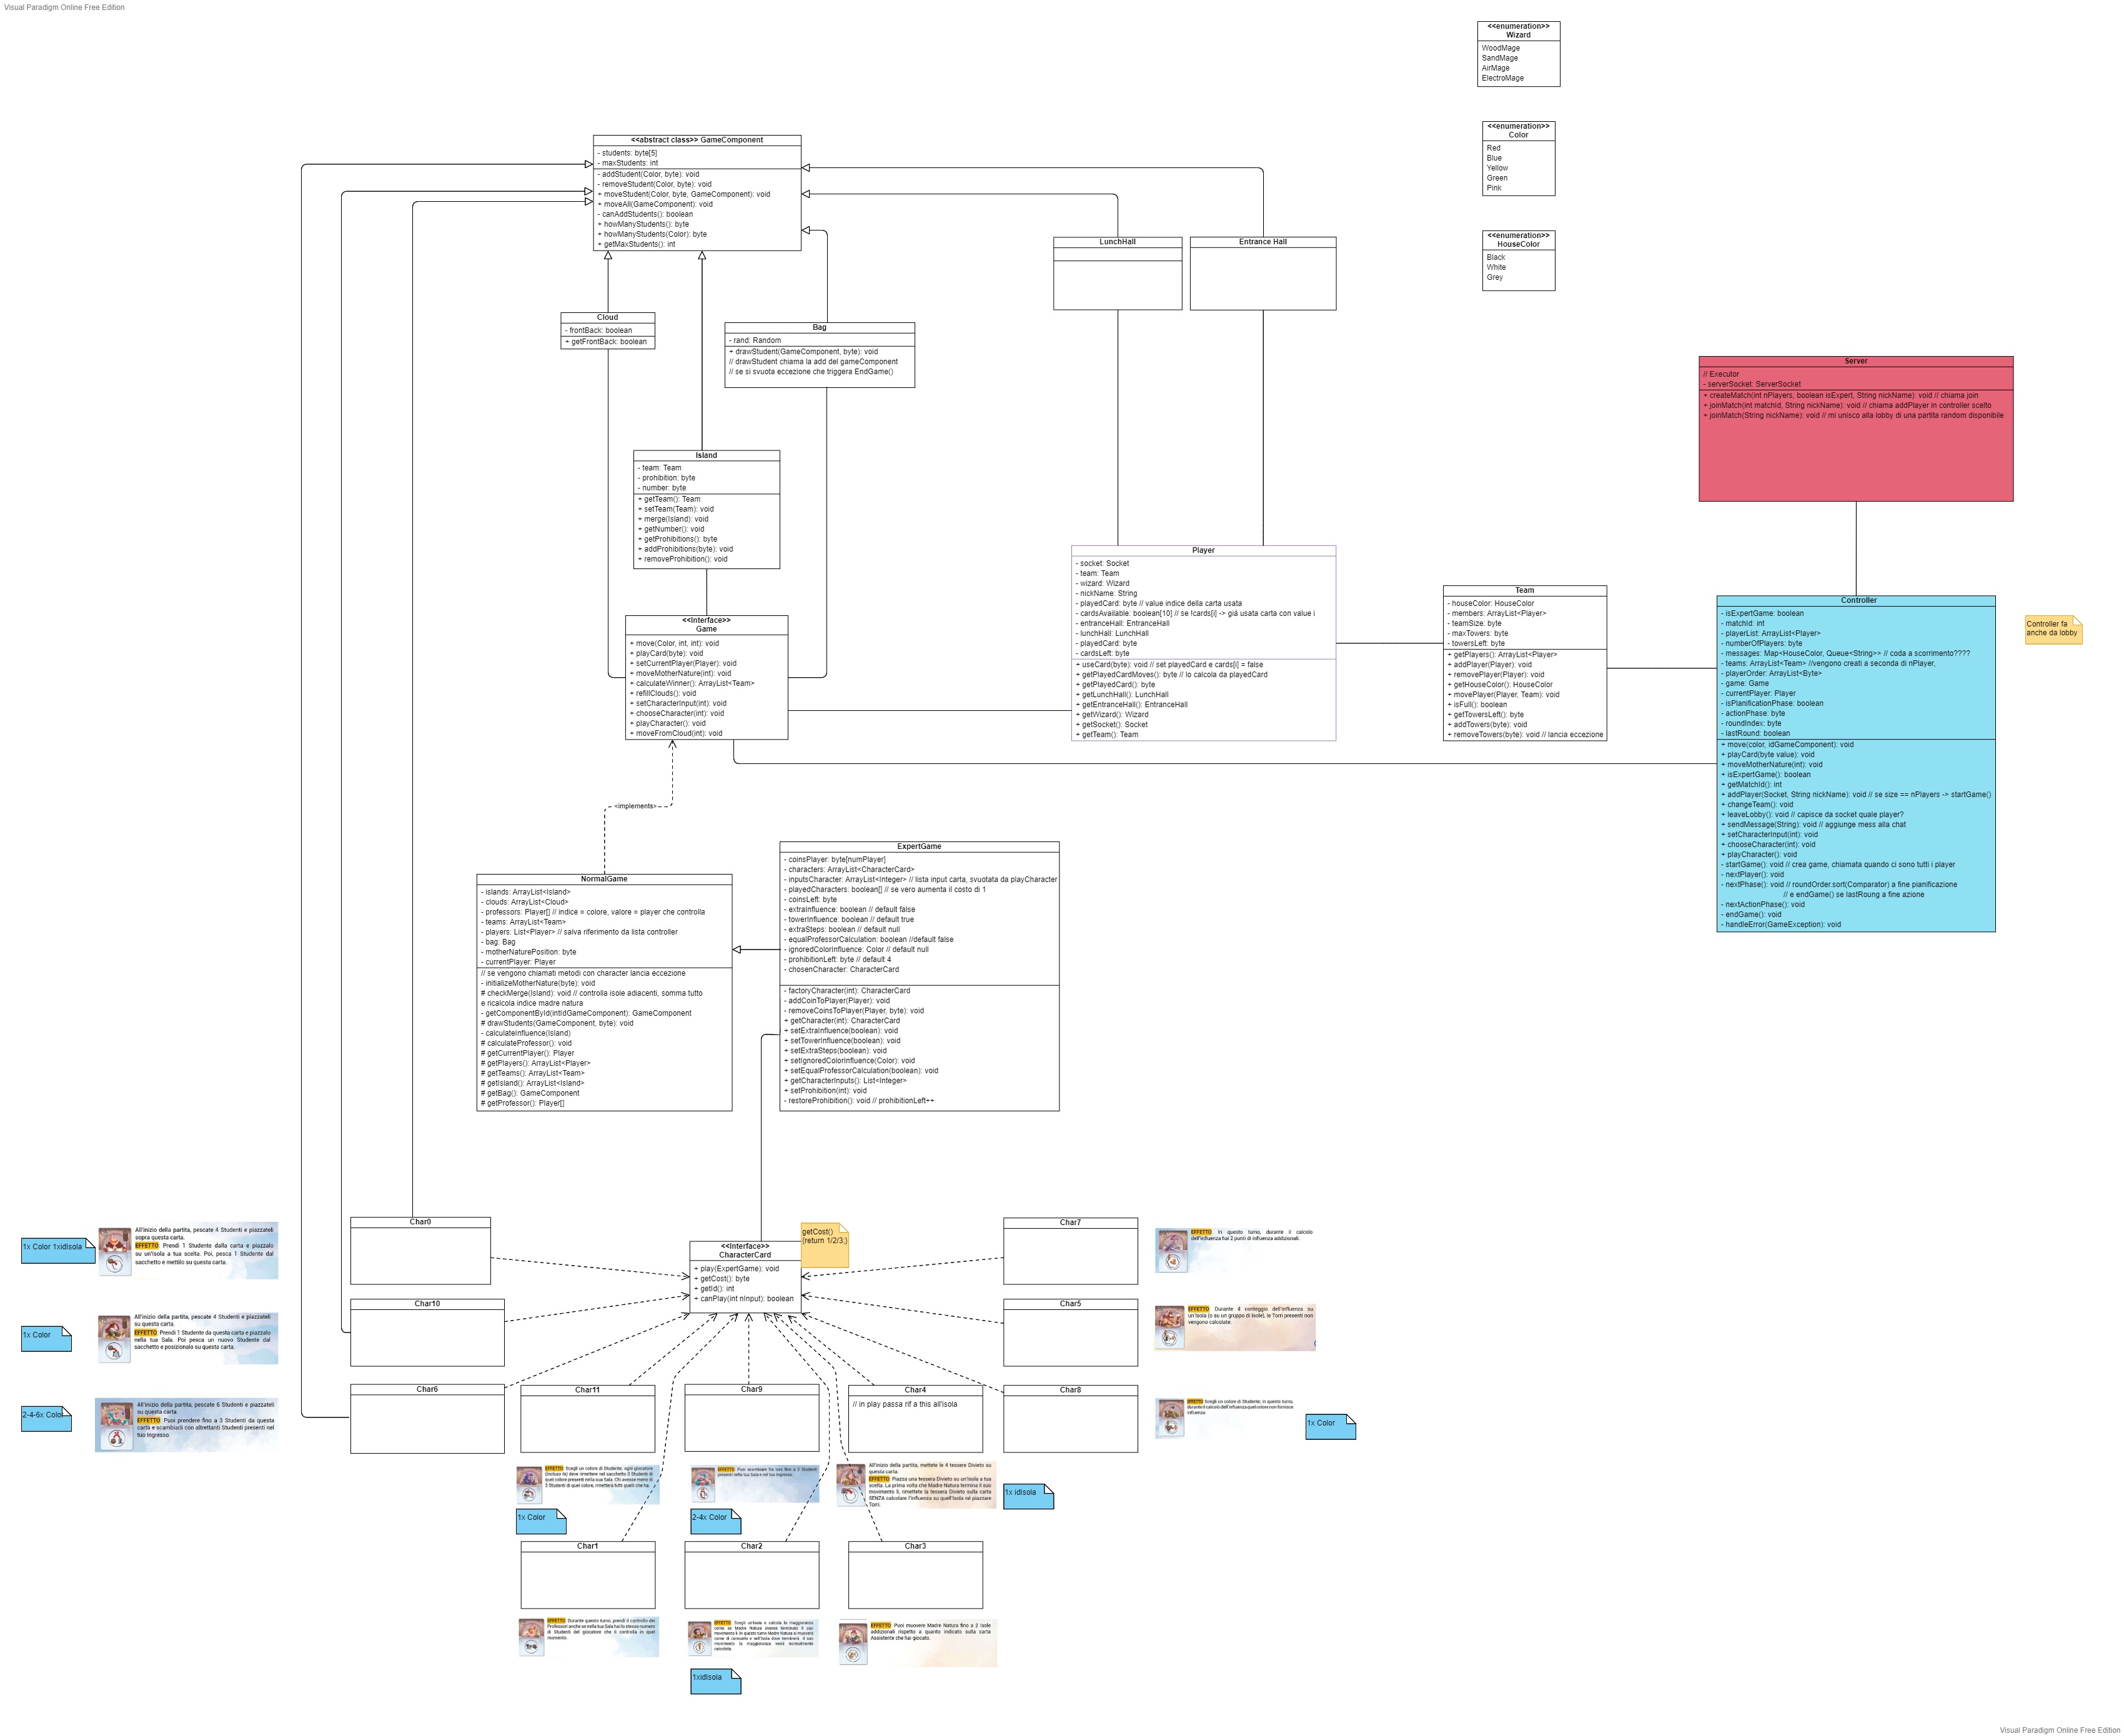 Visual Paradigm Online Free Edition
<<enumeration>>
Wizard
WoodMage
SandMage
AirMage
ElectroMage
<<enumeration>>
Color
Red
Blue
Yellow
Green
Pink
<<enumeration>>
HouseColor
Black
White
Grey
<<abstract class>> GameComponent
- students: byte[5]
- maxStudents: int
- addStudent(Color, byte): void
- removeStudent(Color, byte): void
+ moveStudent(Color, byte, GameComponent): void
+ moveAll(GameComponent): void
- canAddStudents(): boolean
+ howManyStudents(): byte
+ howManyStudents(Color): byte
+ getMaxStudents(): int
LunchHall
Entrance Hall
Cloud
- frontBack: boolean
+ getFrontBack: boolean
Bag
- rand: Random
+ drawStudent(GameComponent, byte): void
// drawStudent chiama la add del gameComponent
// se si svuota eccezione che triggera EndGame()
Server
// Executor
- serverSocket: ServerSocket
+ createMatch(int nPlayers, boolean isExpert, String nickName): void // chiama join
+ joinMatch(int matchId, String nickName): void // chiama addPlayer in controller scelto
+ joinMatch(String nickName): void // mi unisco alla lobby di una partita random disponibile
Island
- team: Team
- prohibition: byte
- number: byte
+ getTeam(): Team
+ setTeam(Team): void
+ merge(Island): void
+ getNumber(): void
+ getProhibitions(): byte
+ addProhibitions(byte): void
+ removeProhibition(): void
<<Interface>>
Game
+ move(Color, int, int): void
+ playCard(byte): void
+ setCurrentPlayer(Player): void
+ moveMotherNature(int): void
+ calculateWinner(): ArrayList<Team>
+ refillClouds(): void
+ setCharacterInput(int): void
+ chooseCharacter(int): void
+ playCharacter(): void
+ moveFromCloud(int): void
Player
- socket: Socket
- team: Team
- wizard: Wizard
- nickName: String
- playedCard: byte // value indice della carta usata
- cardsAvailable: boolean[10] // se !cards[i] -> giá usata carta con value i
- entranceHall: EntranceHall
- lunchHall: LunchHall
- playedCard: byte
- cardsLeft: byte
+ useCard(byte): void // set playedCard e cards[i] = false
+ getPlayedCardMoves(): byte // lo calcola da playedCard
+ getPlayedCard(): byte
+ getLunchHall(): LunchHall
+ getEntranceHall(): EntranceHall
+ getWizard(): Wizard
+ getSocket(): Socket
+ getTeam(): Team
Team
- houseColor: HouseColor
- members: ArrayList<Player>
- teamSize: byte
- maxTowers: byte
- towersLeft: byte
+ getPlayers(): ArrayList<Player>
+ addPlayer(Player): void
+ removePlayer(Player): void
+ getHouseColor(): HouseColor
+ movePlayer(Player, Team): void
+ isFull(): boolean
+ getTowersLeft(): byte
+ addTowers(byte): void
+ removeTowers(byte): void // lancia eccezione
Controller
- isExpertGame: boolean
- matchId: int
- playerList: ArrayList<Player>
- numberOfPlayers: byte
- messages: Map<HouseColor, Queue<String>> // coda a scorrimento????
- teams: ArrayList<Team> //vengono creati a seconda di nPlayer,
- playerOrder: ArrayList<Byte>
- game: Game
- currentPlayer: Player
- isPlanificationPhase: boolean
- actionPhase: byte
- roundIndex: byte
- lastRound: boolean
+ move(color, idGameComponent): void
+ playCard(byte value): void
+ moveMotherNature(int): void
+ isExpertGame(): boolean
+ getMatchId(): int
+ addPlayer(Socket, String nickName): void // se size == nPlayers -> startGame()
+ changeTeam(): void
+ leaveLobby(): void // capisce da socket quale player?
+ sendMessage(String): void // aggiunge mess alla chat
+ setCharacterInput(int): void
+ chooseCharacter(int): void
+ playCharacter(): void
- startGame(): void // crea game, chiamata quando ci sono tutti i player
- nextPlayer(): void
- nextPhase(): void // roundOrder.sort(Comparator) a fine pianificazione
// e endGame() se lastRoung a fine azione
- nextActionPhase(): void
- endGame(): void
- handleError(GameException): void
Controller fa
anche da lobby
<implements>
NormalGame
- islands: ArrayList<Island>
- clouds: ArrayList<Cloud>
- professors: Player[] // indice = colore, valore = player che controlla
- teams: ArrayList<Team>
- players: List<Player> // salva riferimento da lista controller
- bag: Bag
- motherNaturePosition: byte
- currentPlayer: Player
// se vengono chiamati metodi con character lancia eccezione
- initializeMotherNature(byte): void
# checkMerge(Island): void // controlla isole adiacenti, somma tutto
e ricalcola indice madre natura
- getComponentById(intIdGameComponent): GameComponent
# drawStudents(GameComponent, byte): void
- calculateInfluence(Island)
# calculateProfessor(): void
# getCurrentPlayer(): Player
# getPlayers(): ArrayList<Player>
# getTeams(): ArrayList<Team>
# getIsland(): ArrayList<Island>
# getBag(): GameComponent
# getProfessor(): Player[]
ExpertGame
- coinsPlayer: byte[numPlayer]
- characters: ArrayList<CharacterCard>
- inputsCharacter: ArrayList<Integer> // lista input carta, svuotata da playCharacter
- playedCharacters: boolean[] // se vero aumenta il costo di 1
- coinsLeft: byte
- extraInfluence: boolean // default false
- towerInfluence: boolean // default true
- extraSteps: boolean // default null
- equalProfessorCalculation: boolean //default false
- ignoredColorInfluence: Color // default null
- prohibitionLeft: byte // default 4
- chosenCharacter: CharacterCard
- factoryCharacter(int): CharacterCard
- addCoinToPlayer(Player): void
- removeCoinsToPlayer(Player, byte): void
+ getCharacter(int): CharacterCard
+ setExtraInfluence(boolean): void
+ setTowerInfluence(boolean): void
+ setExtraSteps(boolean): void
+ setIgnoredColorInfluence(Color): void
+ setEqualProfessorCalculation(boolean): void
+ getCharacterInputs(): List<Integer>
+ setProhibition(int): void
- restoreProhibition(): void // prohibitionLeft++
1x Color 1xidIsola
All'inizio della partita, pescate 4 Studenti e piazzateli
sopra questa carta.
EFFETTO Prendi 1 Studente dalla carta e piazzalo
su un'Isola a tua scelta. Poi, pesca 1 Studente dal
sacchetto e mettilo su questa carta.
Char0
<<Interface>>
CharacterCard
+ play(ExpertGame): void
+ getCost(): byte
+ getId(): int
+ canPlay(int nInput): boolean
getCost()
{return 1/2/3;}
Char7
EFFETTO In questo turno, durante il calcolo
dell'influenza hai 2 punti di influenza addizionali.
1x Color
All'inizio della partita, pescate 4 Studenti e piazzateli
su questa carta.
EFFETTO Prendi 1 Studente da questa carta e piazzalo
nella tua Sala. Poi pesca un nuovo Studente dal
sacchetto e posizionalo su questa carta.
Char10
Char5
EFFETTO Durante il conteggio dell'influenza su
un'Isola (o su un gruppo di Isole), le Torri presenti non
vengono calcolate.
2-4-6x Color
All'inizio della partita, pescate 6 Studenti e piazzateli
su questa carta
EFFETTO Puoi prendere fino a 3 Studenti da questa
carta e scambiarli con altrettanti Studenti presenti nel
tuo Ingresso.
Char6
Char11
Char9
Char4
// in play passa rif a this all'isola
Char8
EFFETTO Scegli un colore di Studente; in questo turno,
durante il calcolo dell'influenza quel colore non fornisce
influenza.
1x Color
EFFETTO Scegli un colore di Studente; ogni giocatore
(incluso te) deve rimettere nel sacchetto 3 Studenti di
quel colore presenti nella sua Sala. Chi avesse meno di
3 Studenti di quel colore, rimetterà tutti quelli che ha.
1x Color
EFFETTO Puoi scambiare fra loro fino a 2 Studenti
presenti nella tua Sala e nel tuo Ingresso.
2-4x Color
All'inizio della partita, mettete le 4 tessere Divieto su
questa carta.
EFFETTO Piazza una tessera Divieto su un'Isola a tua
scelta. La prima volta che Madre Natura termina il suo
movimento lì, rimettete la tessera Divieto sulla carta
SENZA calcolare l'influenza su quell'Isola né piazzare
Torri.
1x idIsola
Char1
Char2
Char3
EFFETTO Durante questo turno, prendi il controllo dei
Professori anche se nella tua Sala hai lo stesso numero
di Studenti del giocatore che li controlla in quel
momento.
EFFETTO Scegli un'Isola e calcola la maggioranza
come se Madre Natura avesse terminato il suo
movimento lì. In questo turno Madre Natura si muoverà
come di consueto e nell'Isola dove terminerà il suo
movimento la maggioranza verrà normalmente
calcolata.
1xidIsola
EFFETTO Puoi muovere Madre Natura fino a 2 Isole
addizionali rispetto a quanto indicato sulla carta
Assistente che hai giocato.
Visual Paradigm Online Free Edition